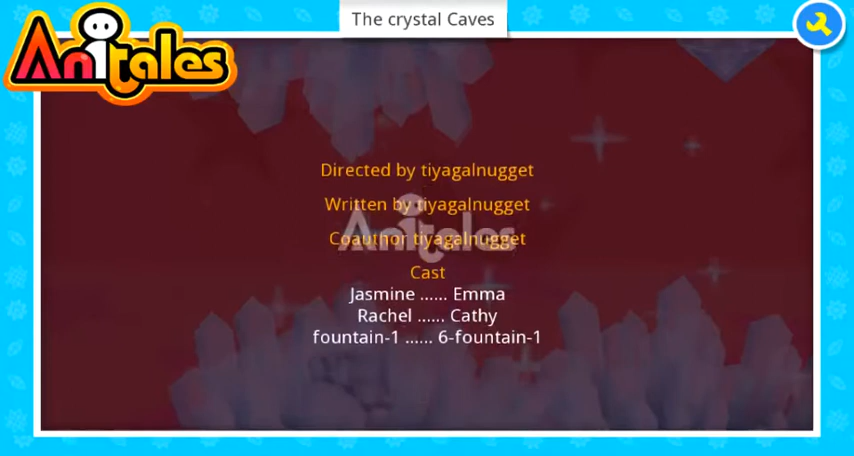 The crystal Caves
Anitales
Directed by tiyagalnugget
Written by tiyagalnugget
Anitales
Coauthor tiyagalnugget
Cast
Jasmine ...... Emma
Rachel ...... Cathy
fountain-1 ...... 6-fountain-1